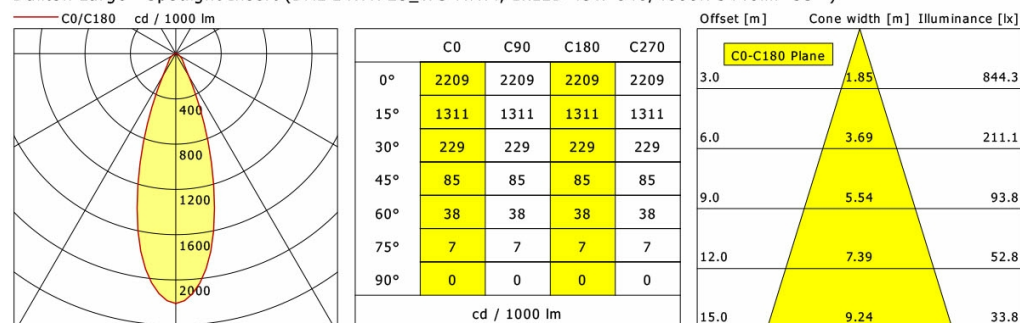 C0/C180 cd / 1000 lm
400
800
1200
1600
2000
C0 C90 C180 C270
0° 2209 2209 2209 2209
15° 1311 1311 1311 1311
30° 229 229 229 229
45° 85 85 85 85
60° 38 38 38 38
75° 7 7 7 7
90° 0 0 0 0
cd / 1000 lm
Offset [m] Cone width [m] Illuminance [lx]
C0-C180 Plane
3.0 1.85 844.3
6.0 3.69 211.1
9.0 5.54 93.8
12.0 7.39 52.8
15.0 9.24 33.8